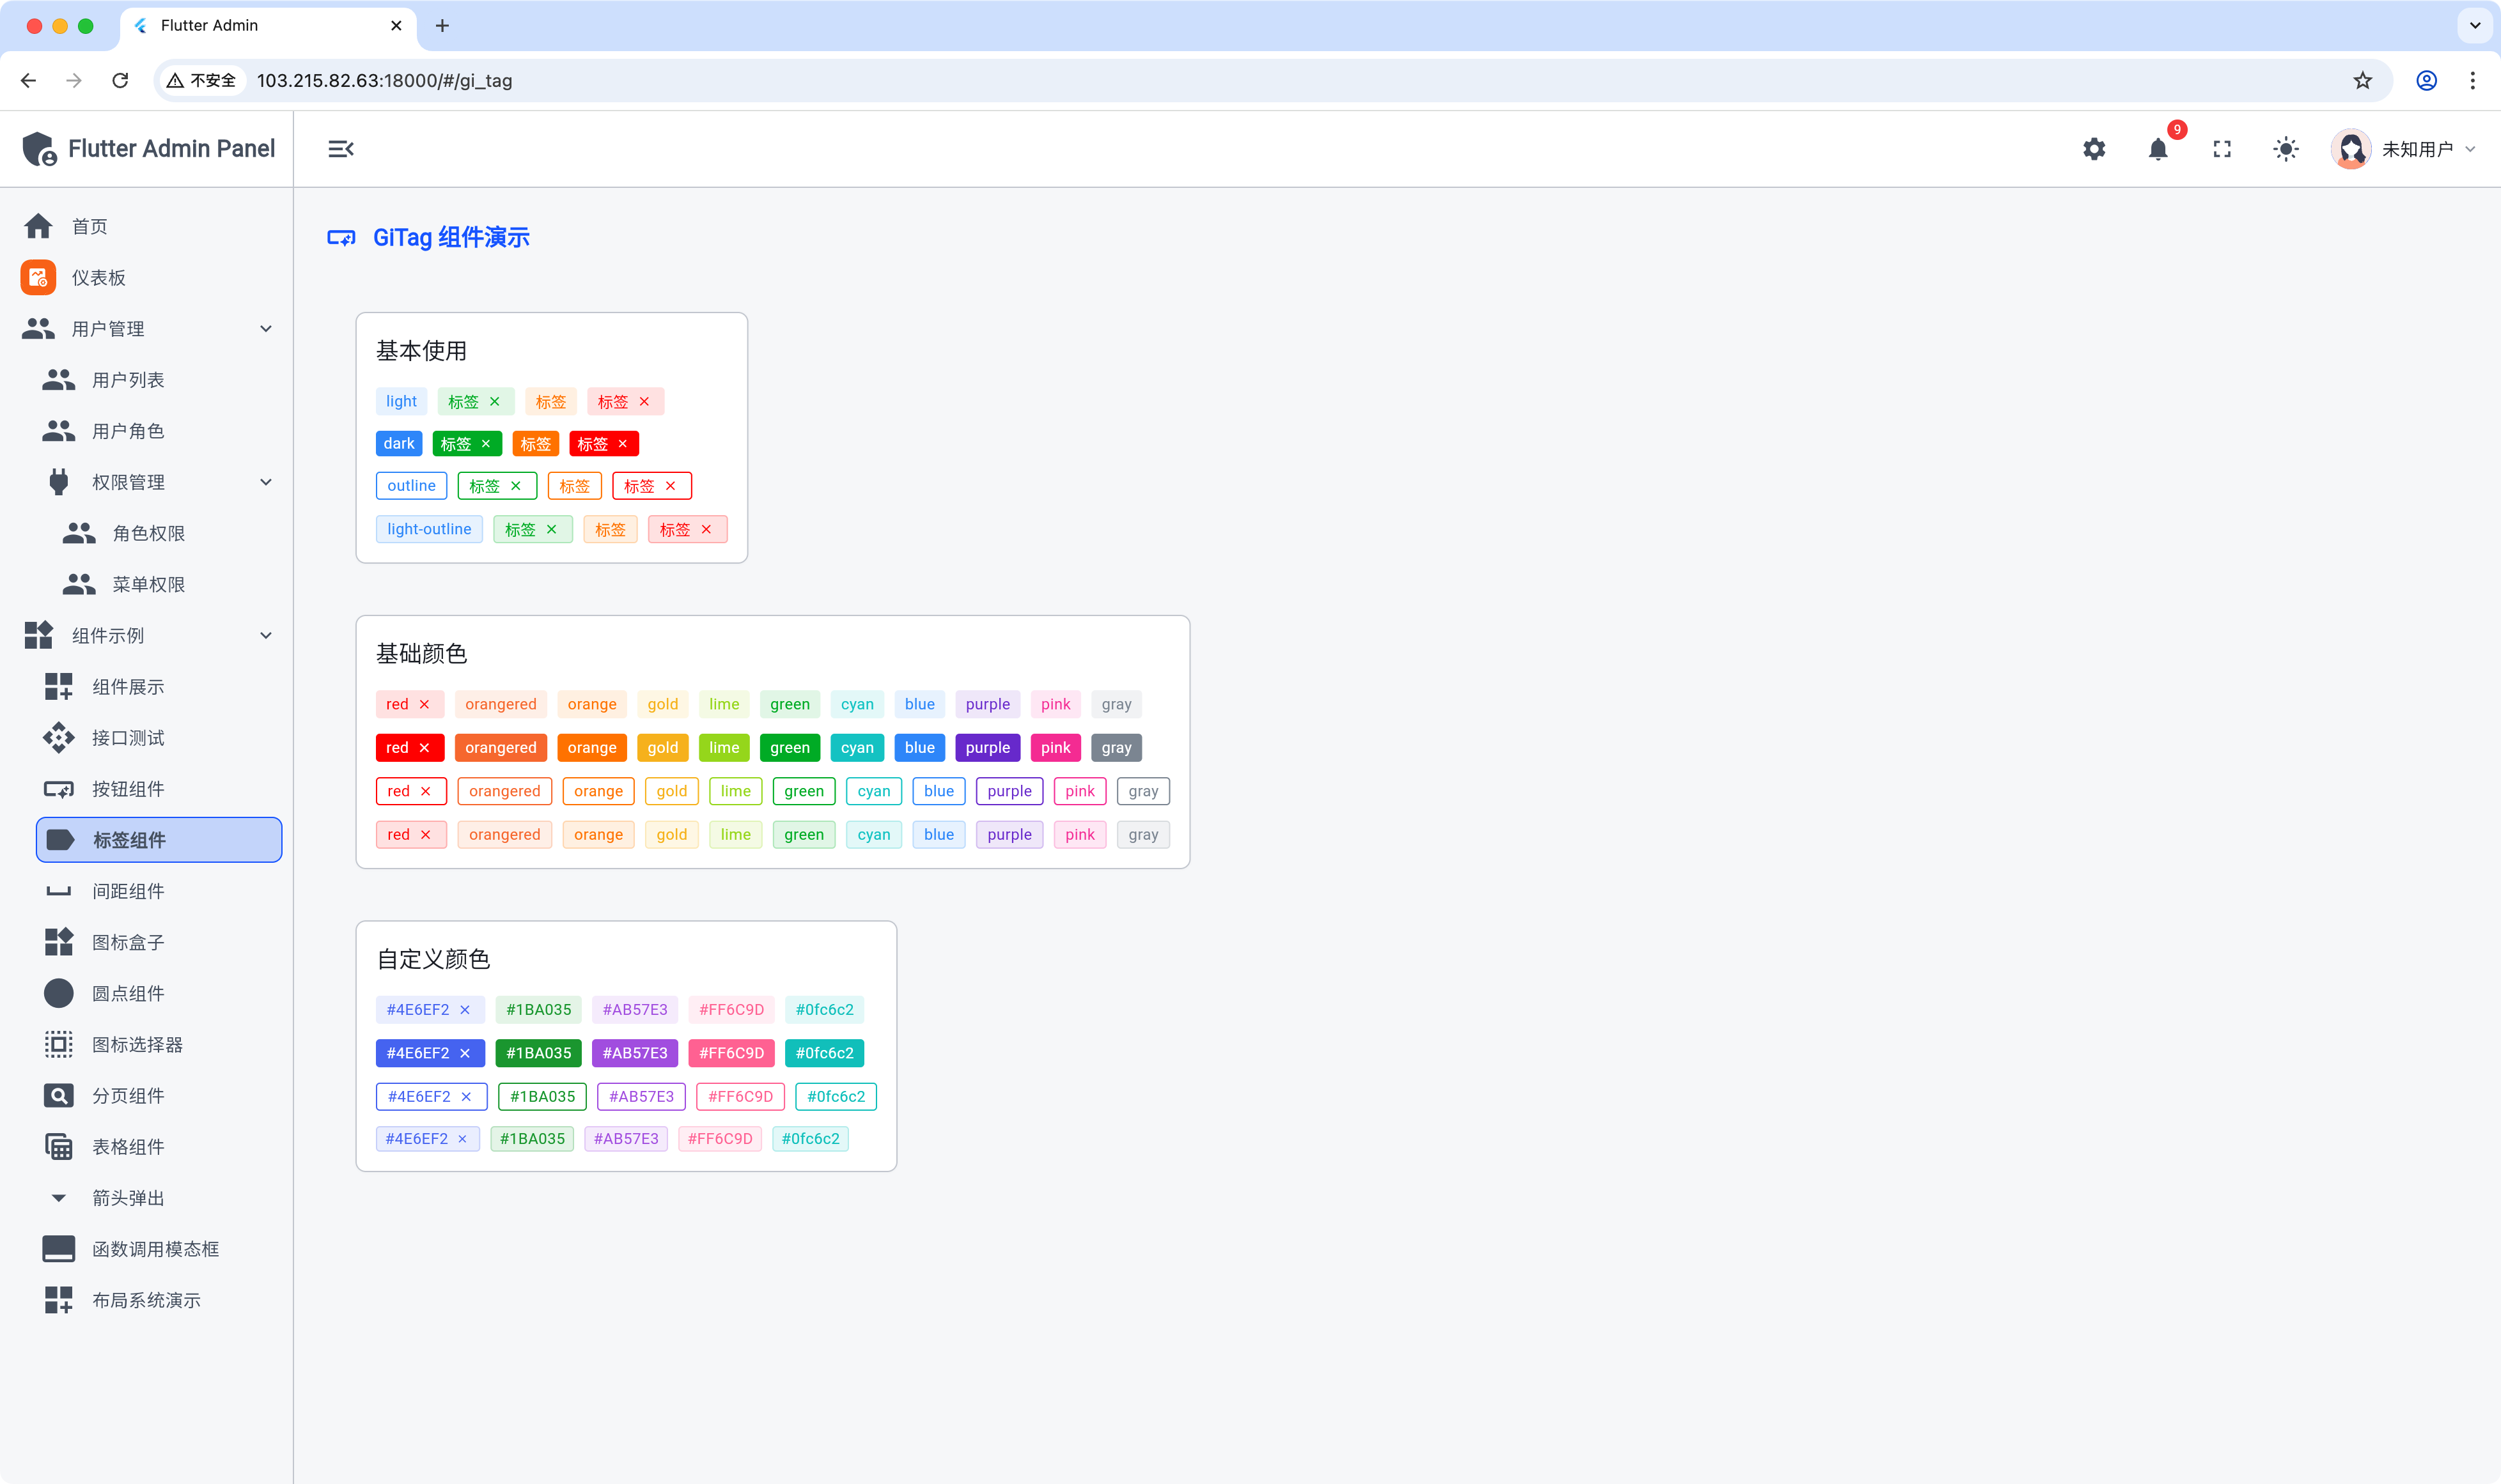 Flutter Admin
不安全 103.215.82.63:18000/#/gi_tag
Flutter Admin Panel
9
未知用户
首页
仪表板
用户管理
用户列表
用户角色
权限管理
角色权限
菜单权限
组件示例
组件展示
接口测试
按钮组件
标签组件
间距组件
图标盒子
圆点组件
图标选择器
分页组件
表格组件
箭头弹出
函数调用模态框
布局系统演示
GiTag 组件演示
基本使用
light 标签 标签 标签
dark 标签 标签 标签
outline 标签 标签 标签
light-outline 标签 标签 标签
基础颜色
red orangered orange gold lime green cyan blue purple pink gray
red orangered orange gold lime green cyan blue purple pink gray
red orangered orange gold lime green cyan blue purple pink gray
red orangered orange gold lime green cyan blue purple pink gray
自定义颜色
#4E6EF2 #1BA035 #AB57E3 #FF6C9D #0fc6c2
#4E6EF2 #1BA035 #AB57E3 #FF6C9D #0fc6c2
#4E6EF2 #1BA035 #AB57E3 #FF6C9D #0fc6c2
#4E6EF2 #1BA035 #AB57E3 #FF6C9D #0fc6c2